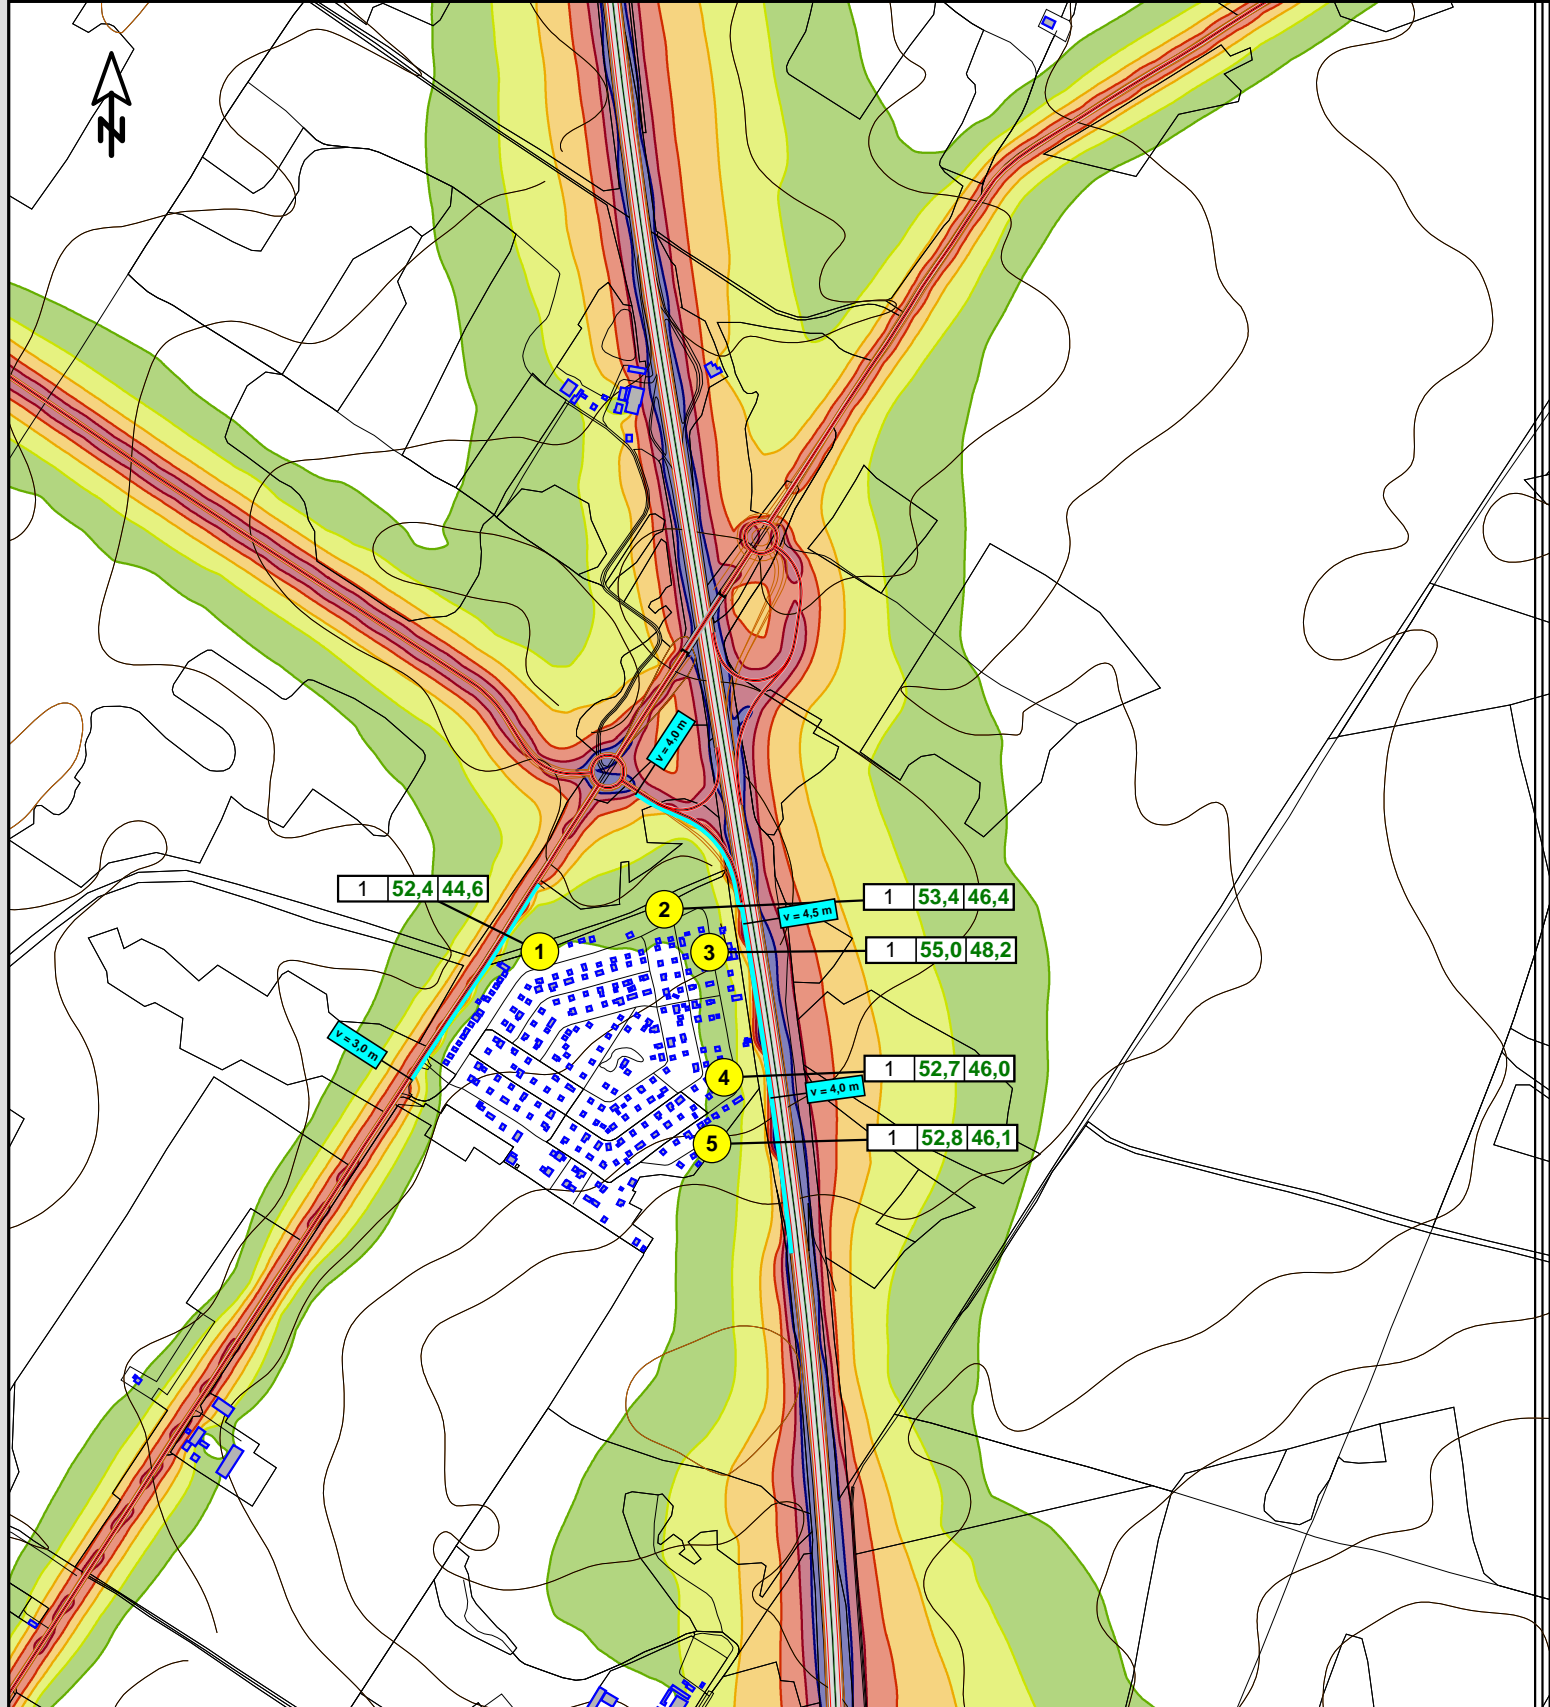 N
v = 4,0 m
1 52,4 44,6
2
1 53,4 46,4
v = 4,5 m
1
3
1 55,0 48,2
v = 3,0 m
4
1 52,7 46,0
v = 4,0 m
5
1 52,8 46,1